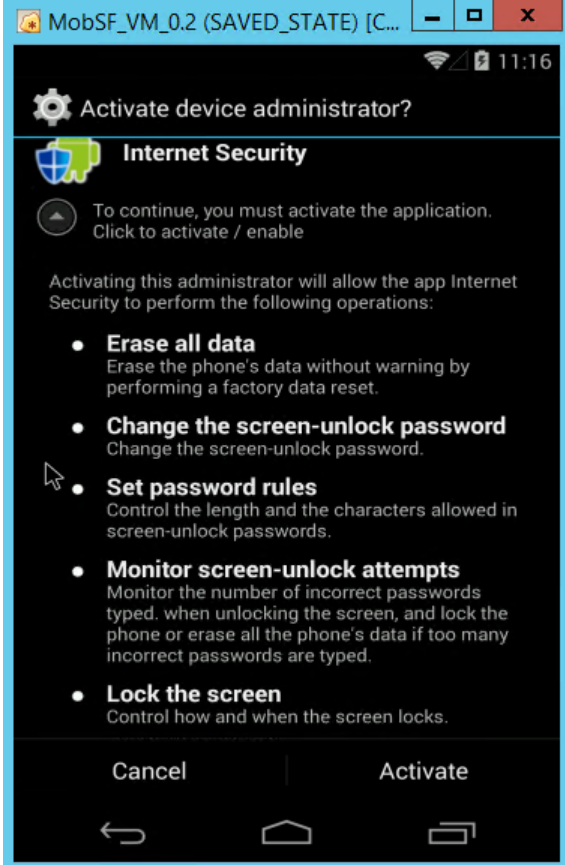 MobSF_VM_0.2 (SAVED_STATE) [C...
11:16
Activate device administrator?
Internet Security
To continue, you must activate the application.
Click to activate / enable
Activating this administrator will allow the app Internet
Security to perform the following operations:
Erase all data
Erase the phone's data without warning by
performing a factory data reset.
Change the screen-unlock password
Change the screen-unlock password.
Set password rules
Control the length and the characters allowed in
screen-unlock passwords.
Monitor screen-unlock attempts
Monitor the number of incorrect passwords
typed. when unlocking the screen, and lock the
phone or erase all the phone's data if too many
incorrect passwords are typed.
Lock the screen
Control how and when the screen locks.
Cancel
Activate